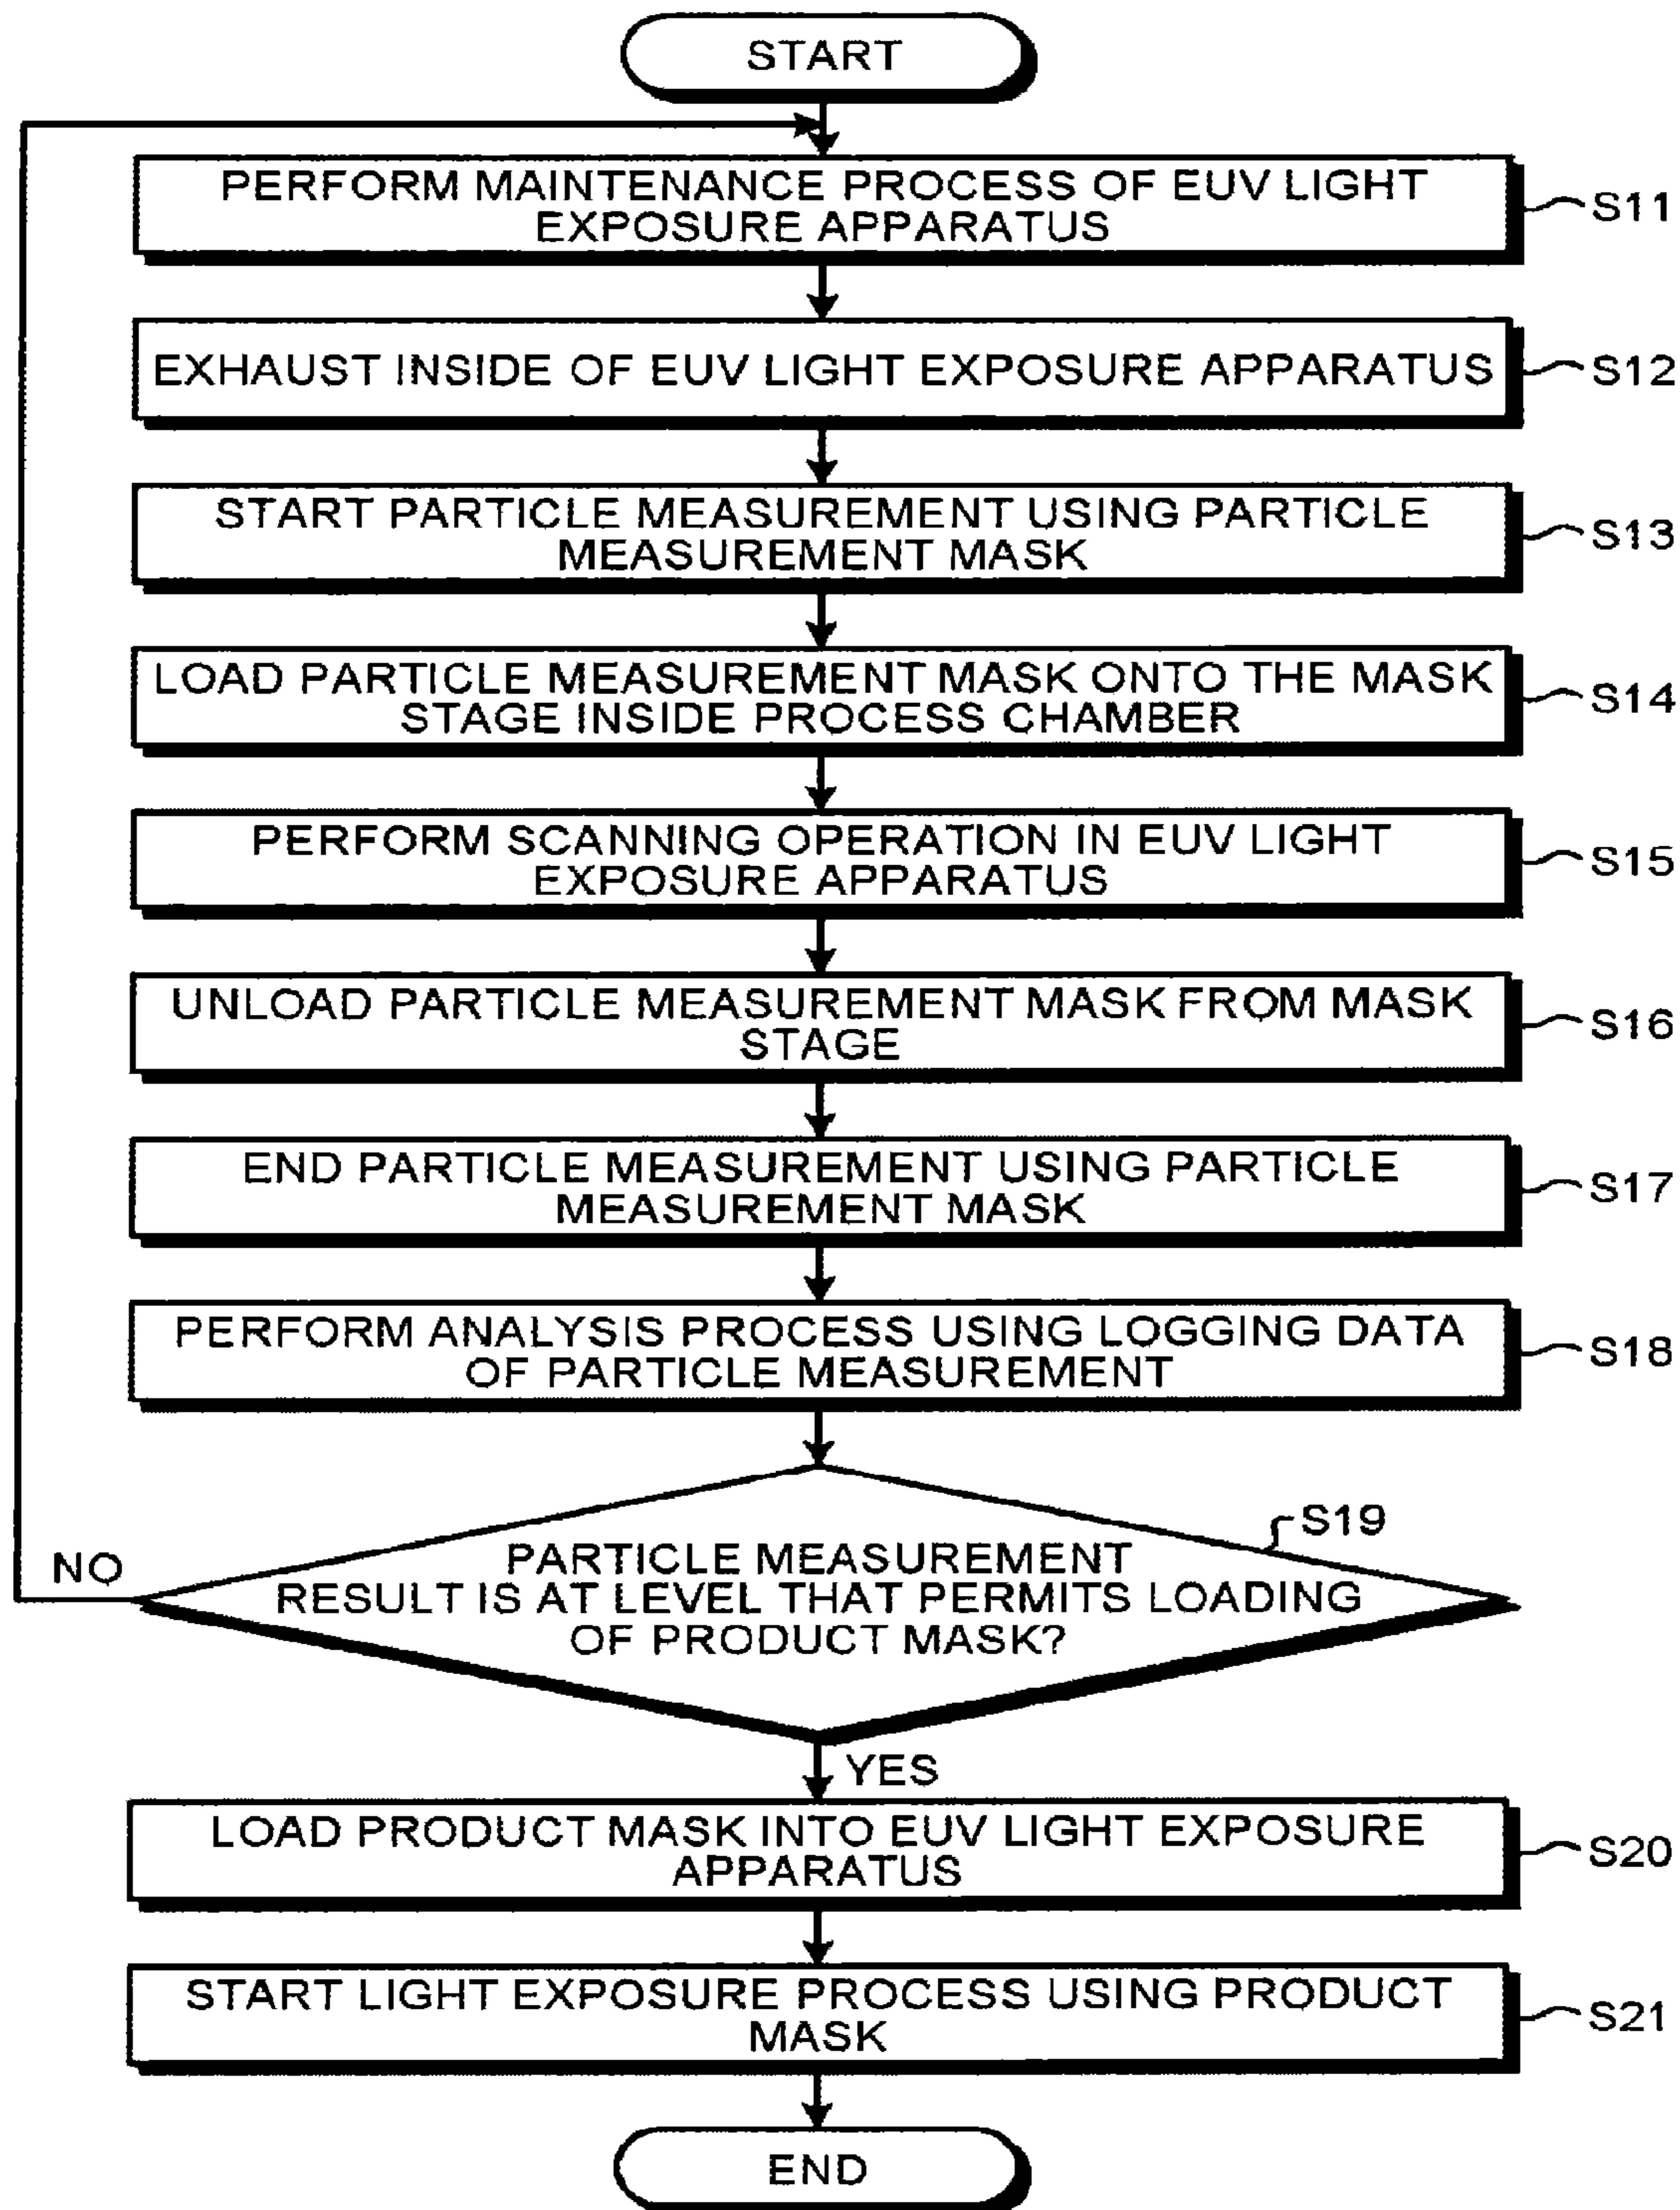 START
PERFORM MAINTENANCE PROCESS OF EUV LIGHT
EXPOSURE APPARATUS
S11
EXHAUST INSIDE OF EUV LIGHT EXPOSURE APPARATUS
S12
START PARTICLE MEASUREMENT USING PARTICLE
MEASUREMENT MASK
S13
LOAD PARTICLE MEASUREMENT MASK ONTO THE MASK
STAGE INSIDE PROCESS CHAMBER
S14
PERFORM SCANNING OPERATION IN EUV LIGHT
EXPOSURE APPARATUS
S15
UNLOAD PARTICLE MEASUREMENT MASK FROM MASK
STAGE
S16
END PARTICLE MEASUREMENT USING PARTICLE
MEASUREMENT MASK
S17
PERFORM ANALYSIS PROCESS USING LOGGING DATA
OF PARTICLE MEASUREMENT
S18
S19
NO
PARTICLE MEASUREMENT
RESULT IS AT LEVEL THAT PERMITS LOADING
OF PRODUCT MASK?
YES
LOAD PRODUCT MASK INTO EUV LIGHT EXPOSURE
APPARATUS
S20
START LIGHT EXPOSURE PROCESS USING PRODUCT
MASK
S21
END